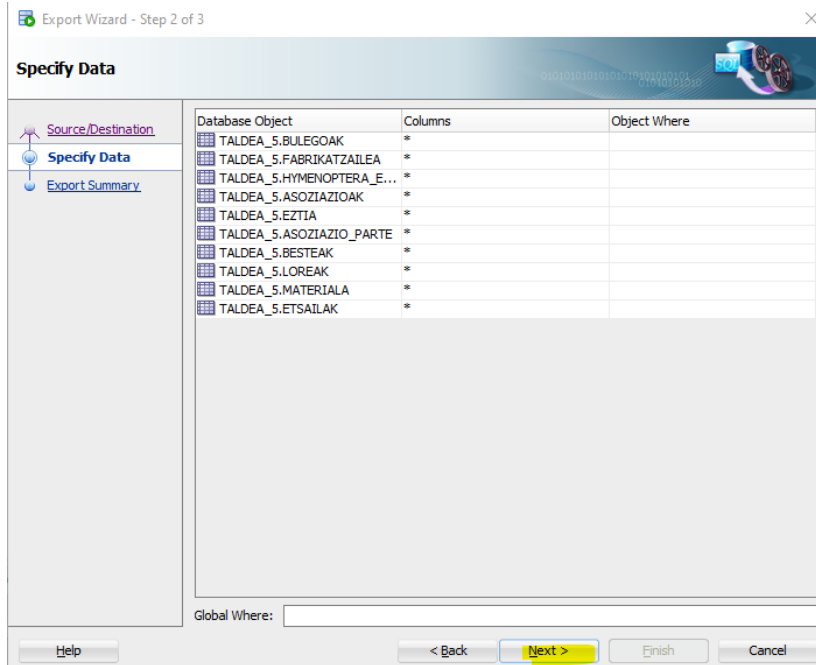 Export Wizard - Step 2 of 3
Specify Data
SQL
Source/Destination
Specify Data
Export Summary
Database Object Columns Object Where
TALDEA_5.BULEGOAK *
TALDEA_5.FABRIKATZAILEA *
TALDEA_5.HYMENOPTERA_E... *
TALDEA_5.ASOZIAZIOAK *
TALDEA_5.EZTIA *
TALDEA_5.ASOZIAZIO_PARTE *
TALDEA_5.BESTEAK *
TALDEA_5.LOREAK *
TALDEA_5.MATERIALA *
TALDEA_5.ETSAILAK *
Global Where:
Help < Back Next > Finish Cancel